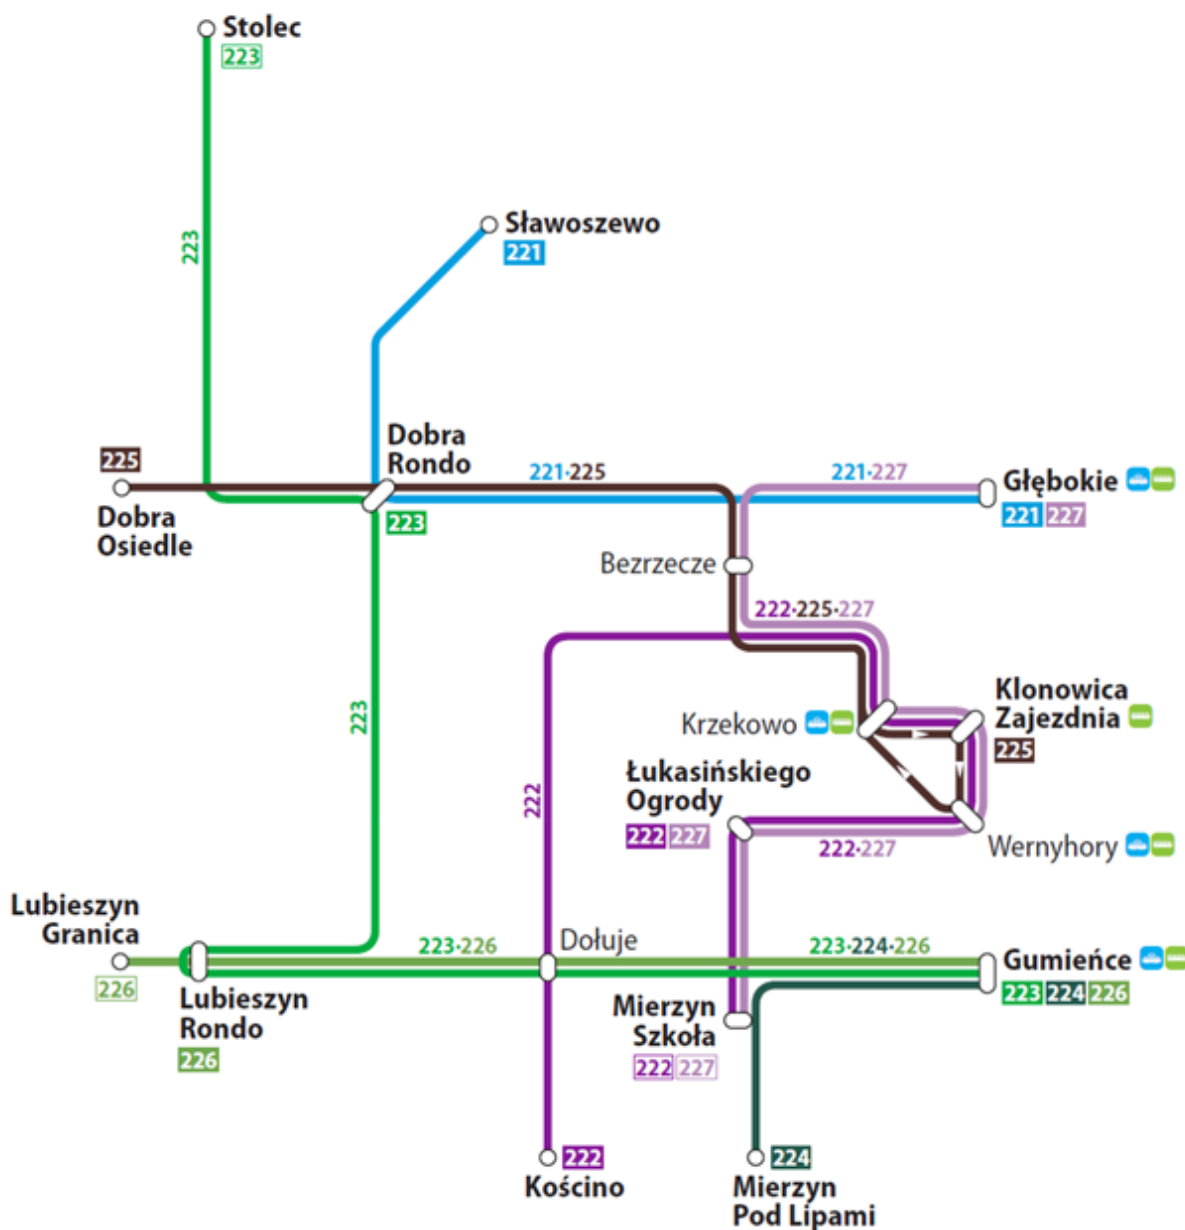 Stolec
223
223
Sławoszewo
221
Dobra
Rondo
223
225
Dobra
Osiedle
221·225
221·227
Głębokie
221 227
Bezrzecze
222·225·227
223
Krzekowo
Klonowica
Zajezdnia
225
222
Łukasińskiego
Ogrody
222 227
222·227
Wernyhory
Lubieszyn
Granica
226
Lubieszyn
Rondo
226
223·226
Dołuje
223·224·226
Gumieńce
223 224 226
Mierzyn
Szkoła
222 227
222
Kościno
224
Mierzyn
Pod Lipami